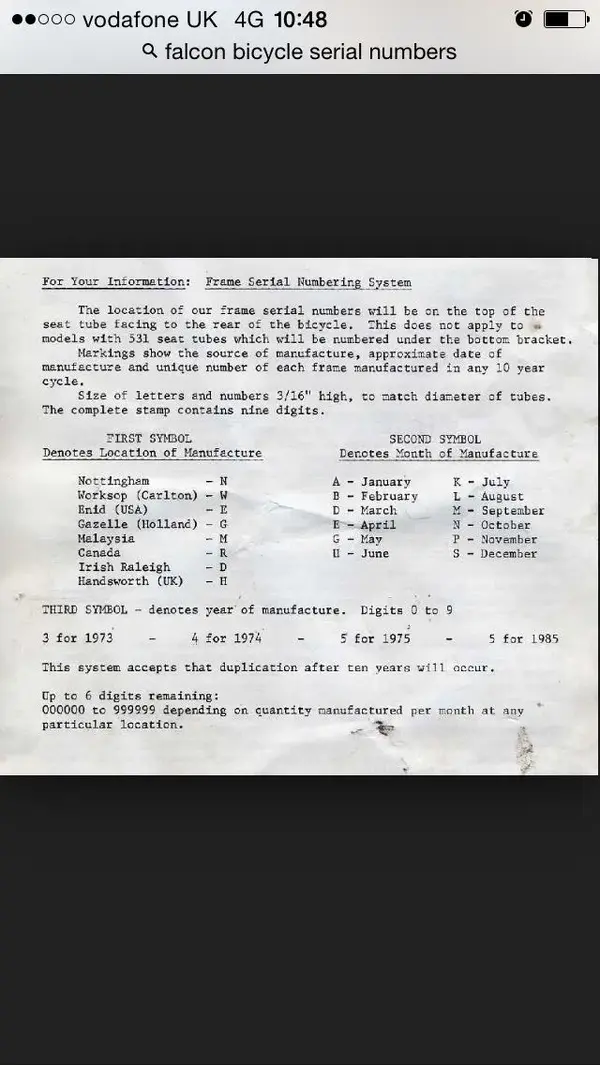 vodafone UK 4G 10:48
falcon bicycle serial numbers
For Your Information: Frame Serial Numbering System
The location of our frame serial numbers will be on the top of the
seat tube facing to the rear of the bicycle. This does not apply to
models with 531 seat tubes which will be numbered under the bottom bracket.
Markings show the source of manufacture, approximate date of
manufacture and unique number of each frame manufactured in any 10 year
cycle.
Size of letters and numbers 3/16" high, to match diameter of tubes.
The complete stamp contains nine digits.
FIRST SYMBOL
Denotes Location of Manufacture
Nottingham - N
Worksop (Carlton) - W
Enid (USA) - E
Gazelle (Holland) - G
Malaysia - M
Canada - R
Irish Raleigh - D
Handsworth (UK) - H
SECOND SYMBOL
Denotes Month of Manufacture
A - January K - July
B - February L - August
D - March M - September
E - April N - October
G - May P - November
H - June S - December
THIRD SYMBOL - denotes year of manufacture. Digits 0 to 9
3 for 1973 - 4 for 1974 - 5 for 1975 - 5 for 1985
This system accepts that duplication after ten years will occur.
Up to 6 digits remaining:
000000 to 999999 depending on quantity manufactured per month at any
particular location.